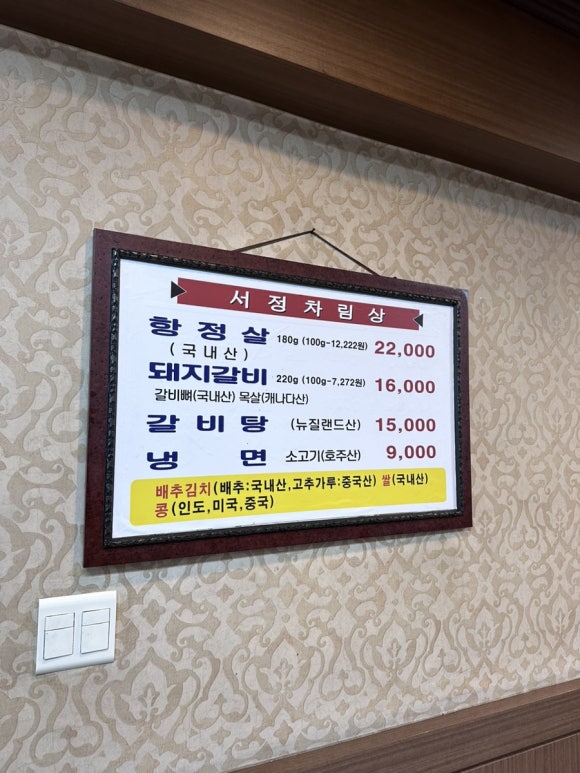 서정차림상
항정살 180g (100g-12,222원) 22,000
(국내산)
돼지갈비 220g (100g-7,272원) 16,000
갈비뼈(국내산) 목살(캐나다산)
갈비탕 (뉴질랜드산) 15,000
냉면 소고기(호주산) 9,000
배추김치(배추:국내산,고추가루:중국산) 쌀(국내산)
콩(인도,미국,중국)